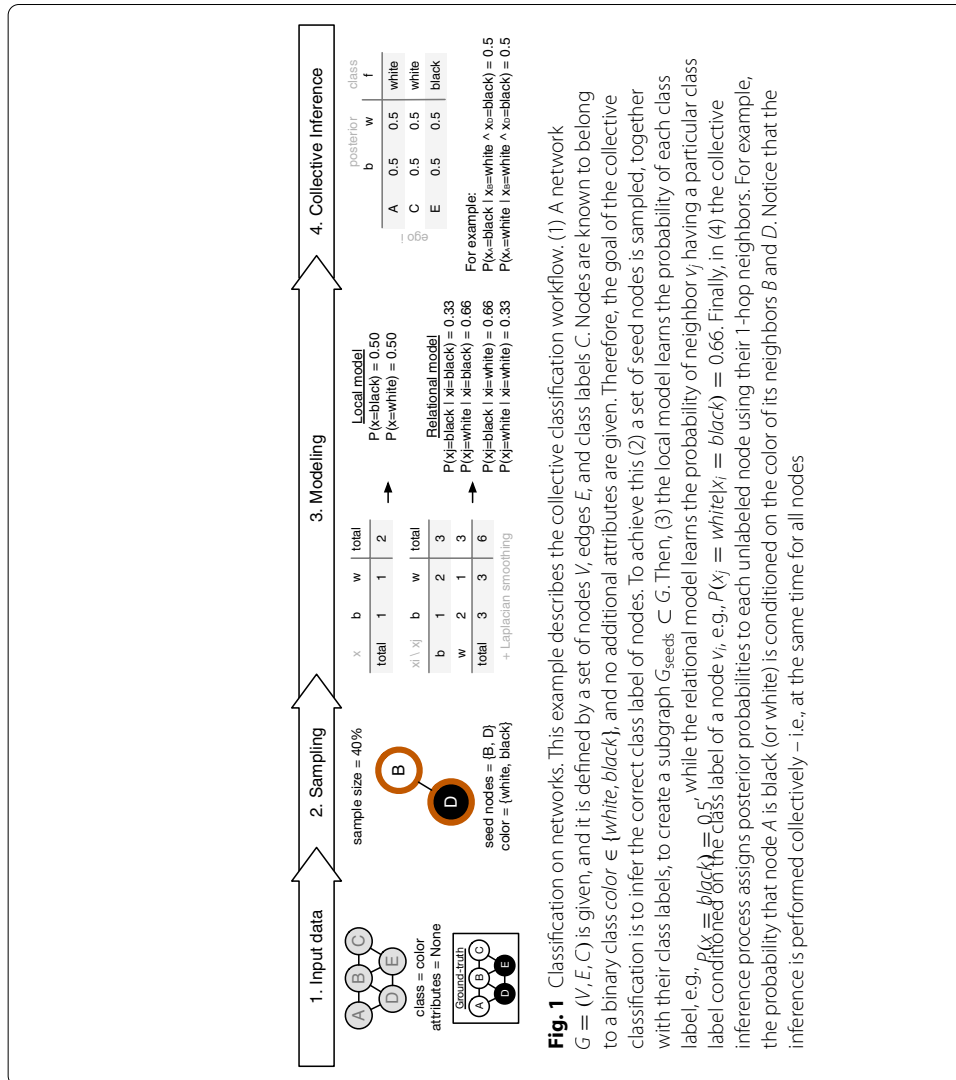 1. Input data
2. Sampling
3. Modeling
4. Collective Inference
A
B
C
D
E
class = color
attributes = None
Ground-truth
A
B
C
D
E
sample size = 40%
B
D
seed nodes = {B, D}
color = {white, black}
x b w total
total 1 1 2
xi \ xj b w total
b 1 2 3
w 2 1 3
total 3 3 6
+ Laplacian smoothing
Local model
P(x=black) = 0.50
P(x=white) = 0.50
Relational model
P(xj=black | xi=black) = 0.33
P(xj=white | xi=black) = 0.66
P(xj=black | xi=white) = 0.66
P(xj=white | xi=white) = 0.33
posterior class
b w f
ego i
A 0.5 0.5 white
C 0.5 0.5 white
E 0.5 0.5 black
For example:
P(xA=black | xB=white ^ xD=black) = 0.5
P(xA=white | xB=white ^ xD=black) = 0.5
Fig. 1 Classification on networks. This example describes the collective classification workflow. (1) A network
G = (V, E, C) is given, and it is defined by a set of nodes V, edges E, and class labels C. Nodes are known to belong
to a binary class color ∈ {white, black}, and no additional attributes are given. Therefore, the goal of the collective
classification is to infer the correct class label of nodes. To achieve this (2) a set of seed nodes is sampled, together
with their class labels, to create a subgraph Gseeds ⊂ G. Then, (3) the local model learns the probability of each class
label, e.g., P(x = black) = 0.5, while the relational model learns the probability of neighbor vj having a particular class
label conditioned on the class label of a node vi, e.g., P(xj = white|xi = black) = 0.66. Finally, in (4) the collective
inference process assigns posterior probabilities to each unlabeled node using their 1-hop neighbors. For example,
the probability that node A is black (or white) is conditioned on the color of its neighbors B and D. Notice that the
inference is performed collectively – i.e., at the same time for all nodes